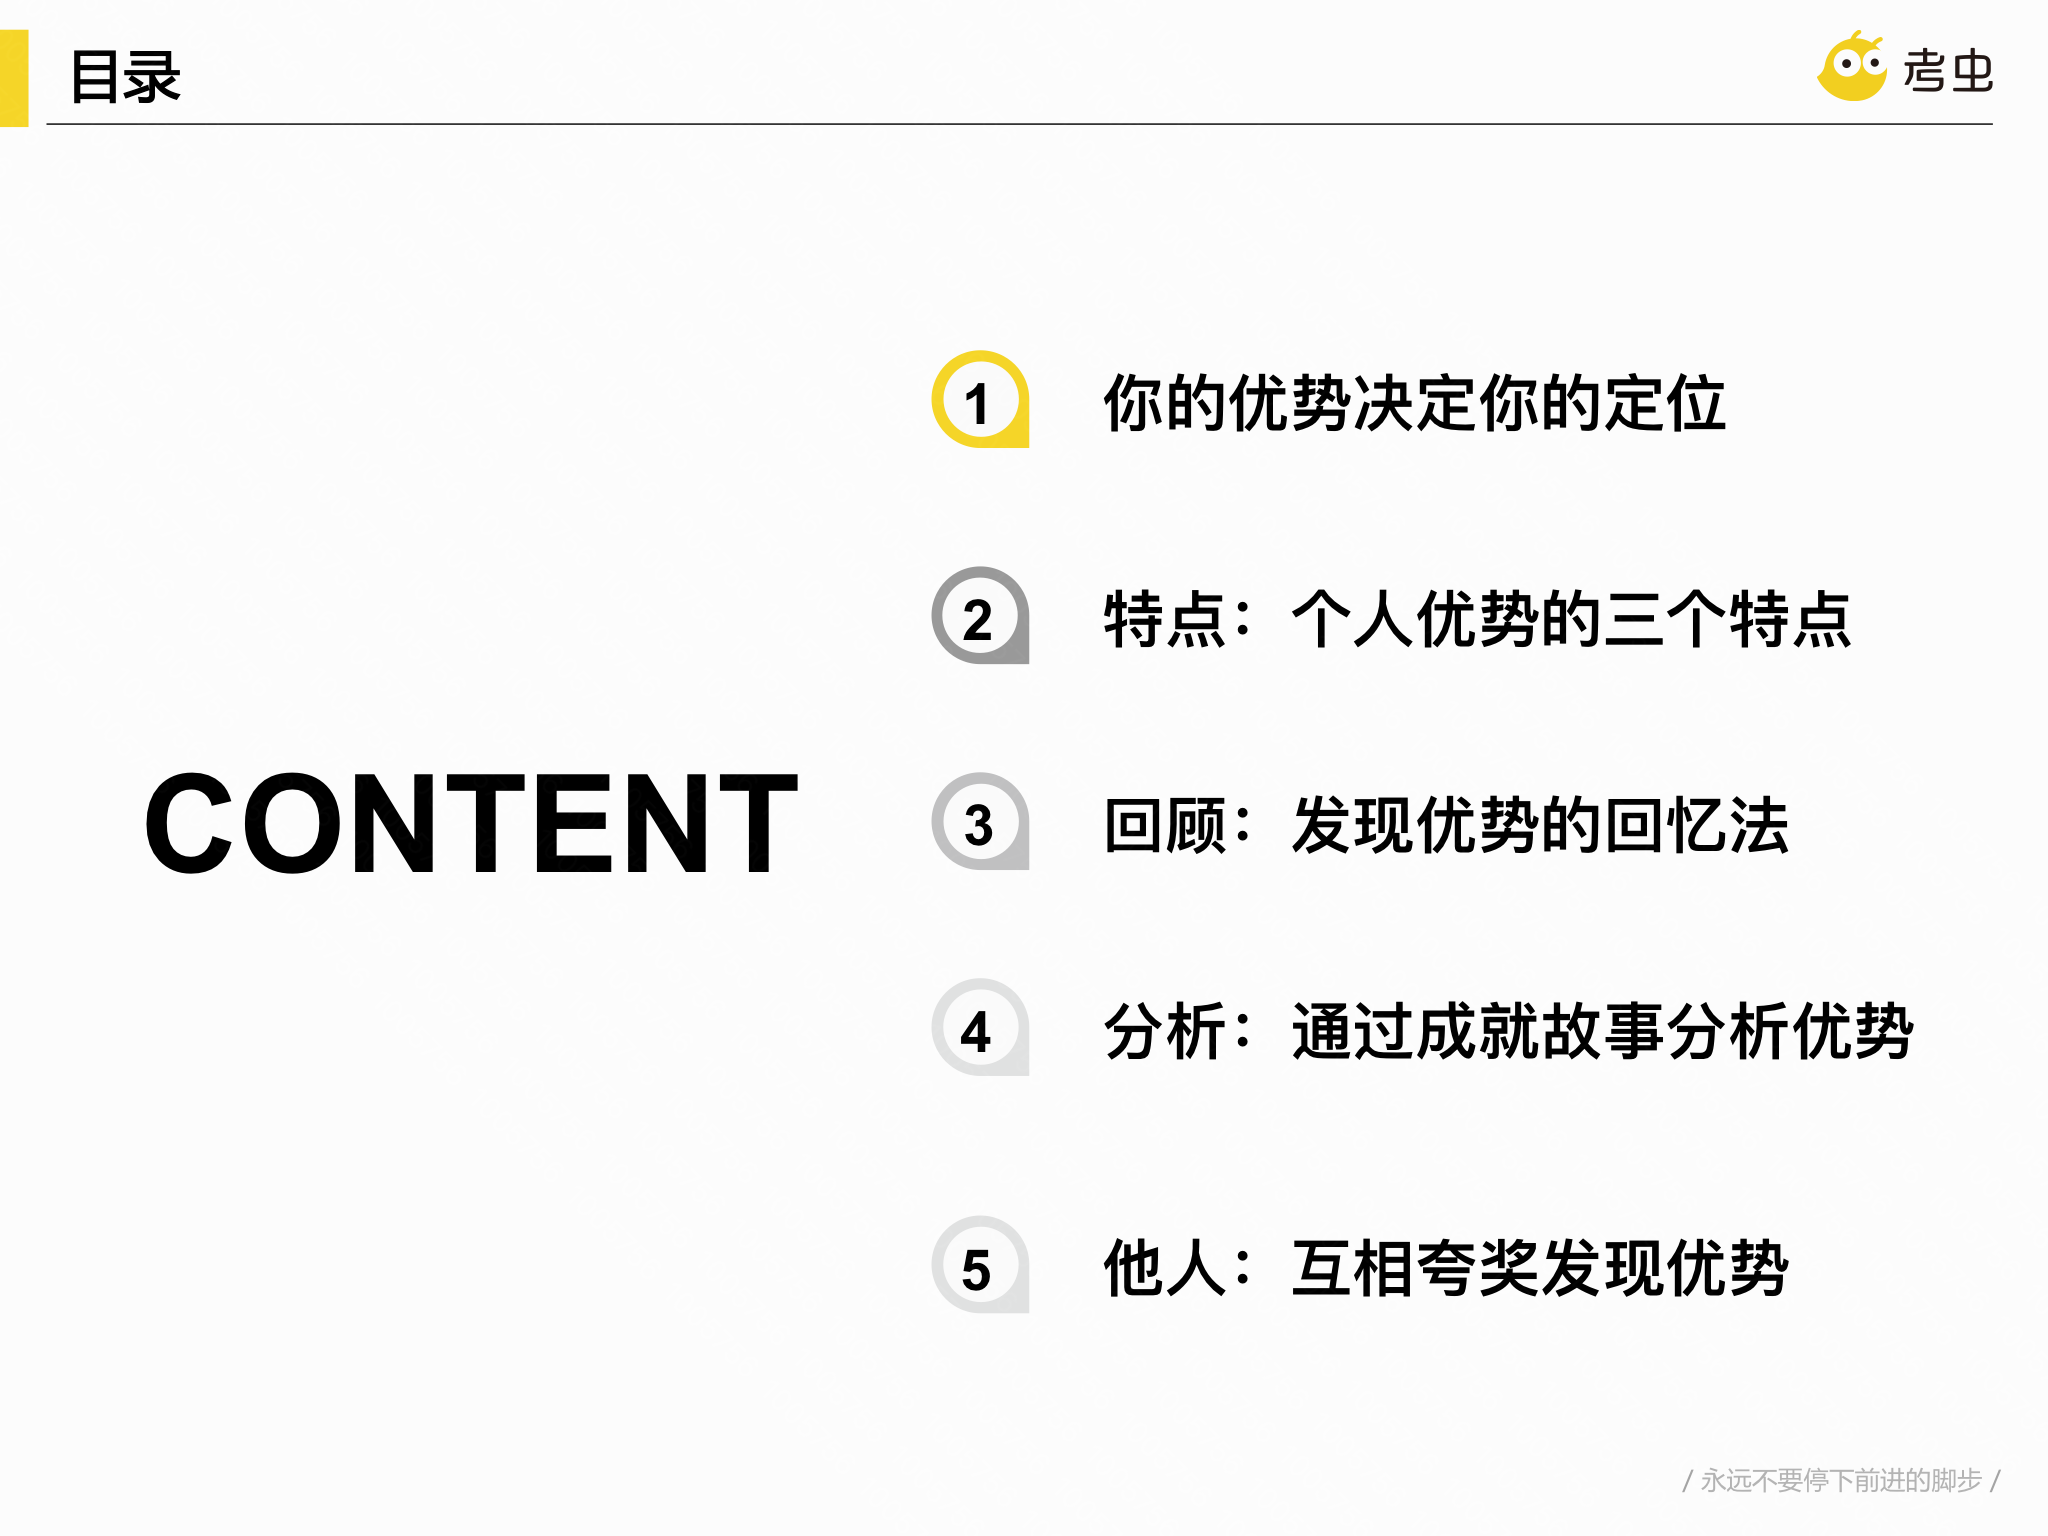 目录
考虫
CONTENT
1 你的优势决定你的定位
2 特点：个人优势的三个特点
3 回顾：发现优势的回忆法
4 分析：通过成就故事分析优势
5 他人：互相夸奖发现优势
/ 永远不要停下前进的脚步 /